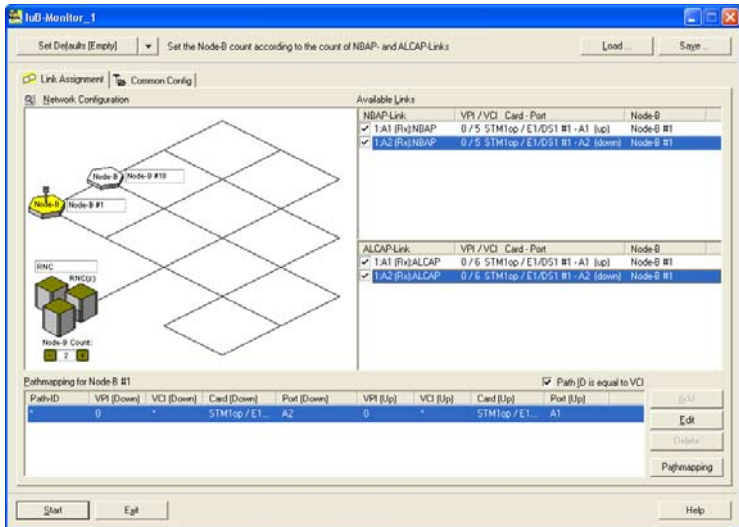 IuB-Monitor_1
Set Defaults [Empty] Set the Node-B count according to the count of NBAP- and ALCAP-Links Load ... Save ...
Link Assignment Common Config
Network Configuration
Node-B Node-B #10
Node-B Node-B #1
RNC
RNC(s)
Node-B Count:
- 2 +
Available Links
NBAP-Link VPI / VCI Card - Port Node-B
1:A1 (Rx):NBAP 0 / 5 STM1op / E1/DS1 #1 - A1 (up) Node-B #1
1:A2 (Rx):NBAP 0 / 5 STM1op / E1/DS1 #1 - A2 (down) Node-B #1
ALCAP-Link VPI / VCI Card - Port Node-B
1:A1 (Rx):ALCAP 0 / 6 STM1op / E1/DS1 #1 - A1 (up) Node-B #1
1:A2 (Rx):ALCAP 0 / 6 STM1op / E1/DS1 #1 - A2 (down) Node-B #1
Pathmapping for Node-B #1 Path ID is equal to VCI
Path-ID VPI (Down) VCI (Down) Card (Down) Port (Down) VPI (Up) VCI (Up) Card (Up) Port (Up)
* 0 * STM1op / E1... A2 0 * STM1op / E1... A1
Add
Edit
Delete
Pathmapping
Start Exit Help